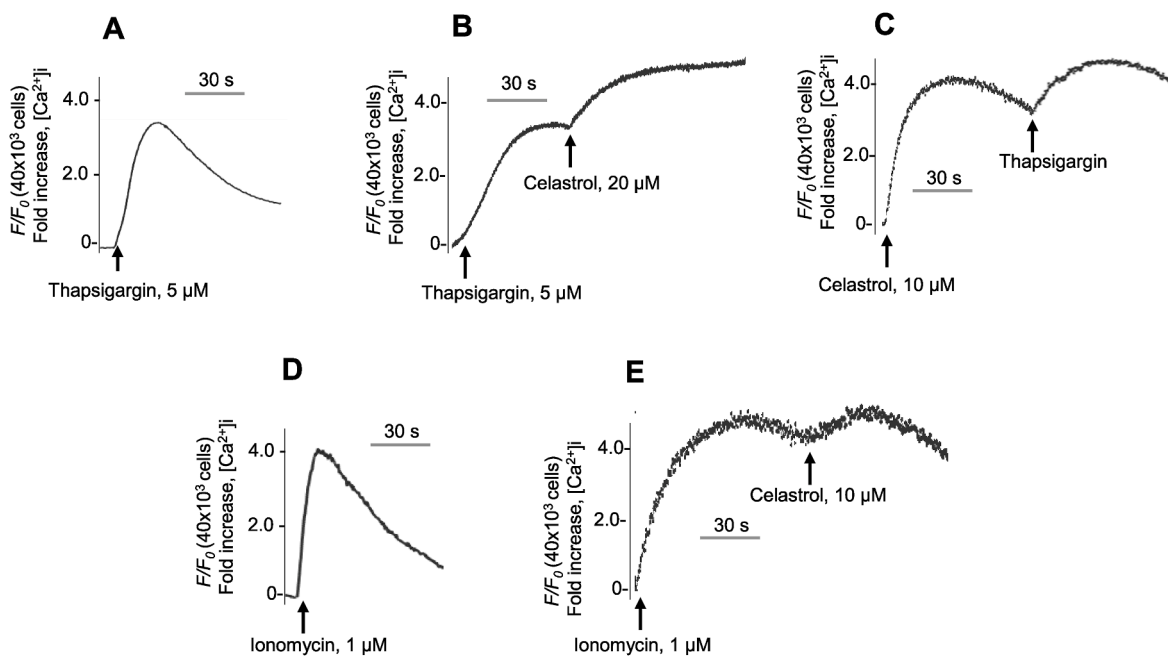 A
F/F0 (40x10³ cells)
Fold increase, [Ca²⁺]i
4.0
2.0
0
30 s
Thapsigargin, 5 µM
B
F/F0 (40x10³ cells)
Fold increase, [Ca²⁺]i
4.0
2.0
0
30 s
Celastrol, 20 µM
Thapsigargin, 5 µM
C
F/F0 (40x10³ cells)
Fold increase, [Ca²⁺]i
4.0
2.0
0
30 s
Thapsigargin
Celastrol, 10 µM
D
F/F0 (40x10³ cells)
Fold increase, [Ca²⁺]i
4.0
2.0
0
30 s
Ionomycin, 1 µM
E
F/F0 (40x10³ cells)
Fold increase, [Ca²⁺]i
4.0
2.0
0
30 s
Celastrol, 10 µM
Ionomycin, 1 µM